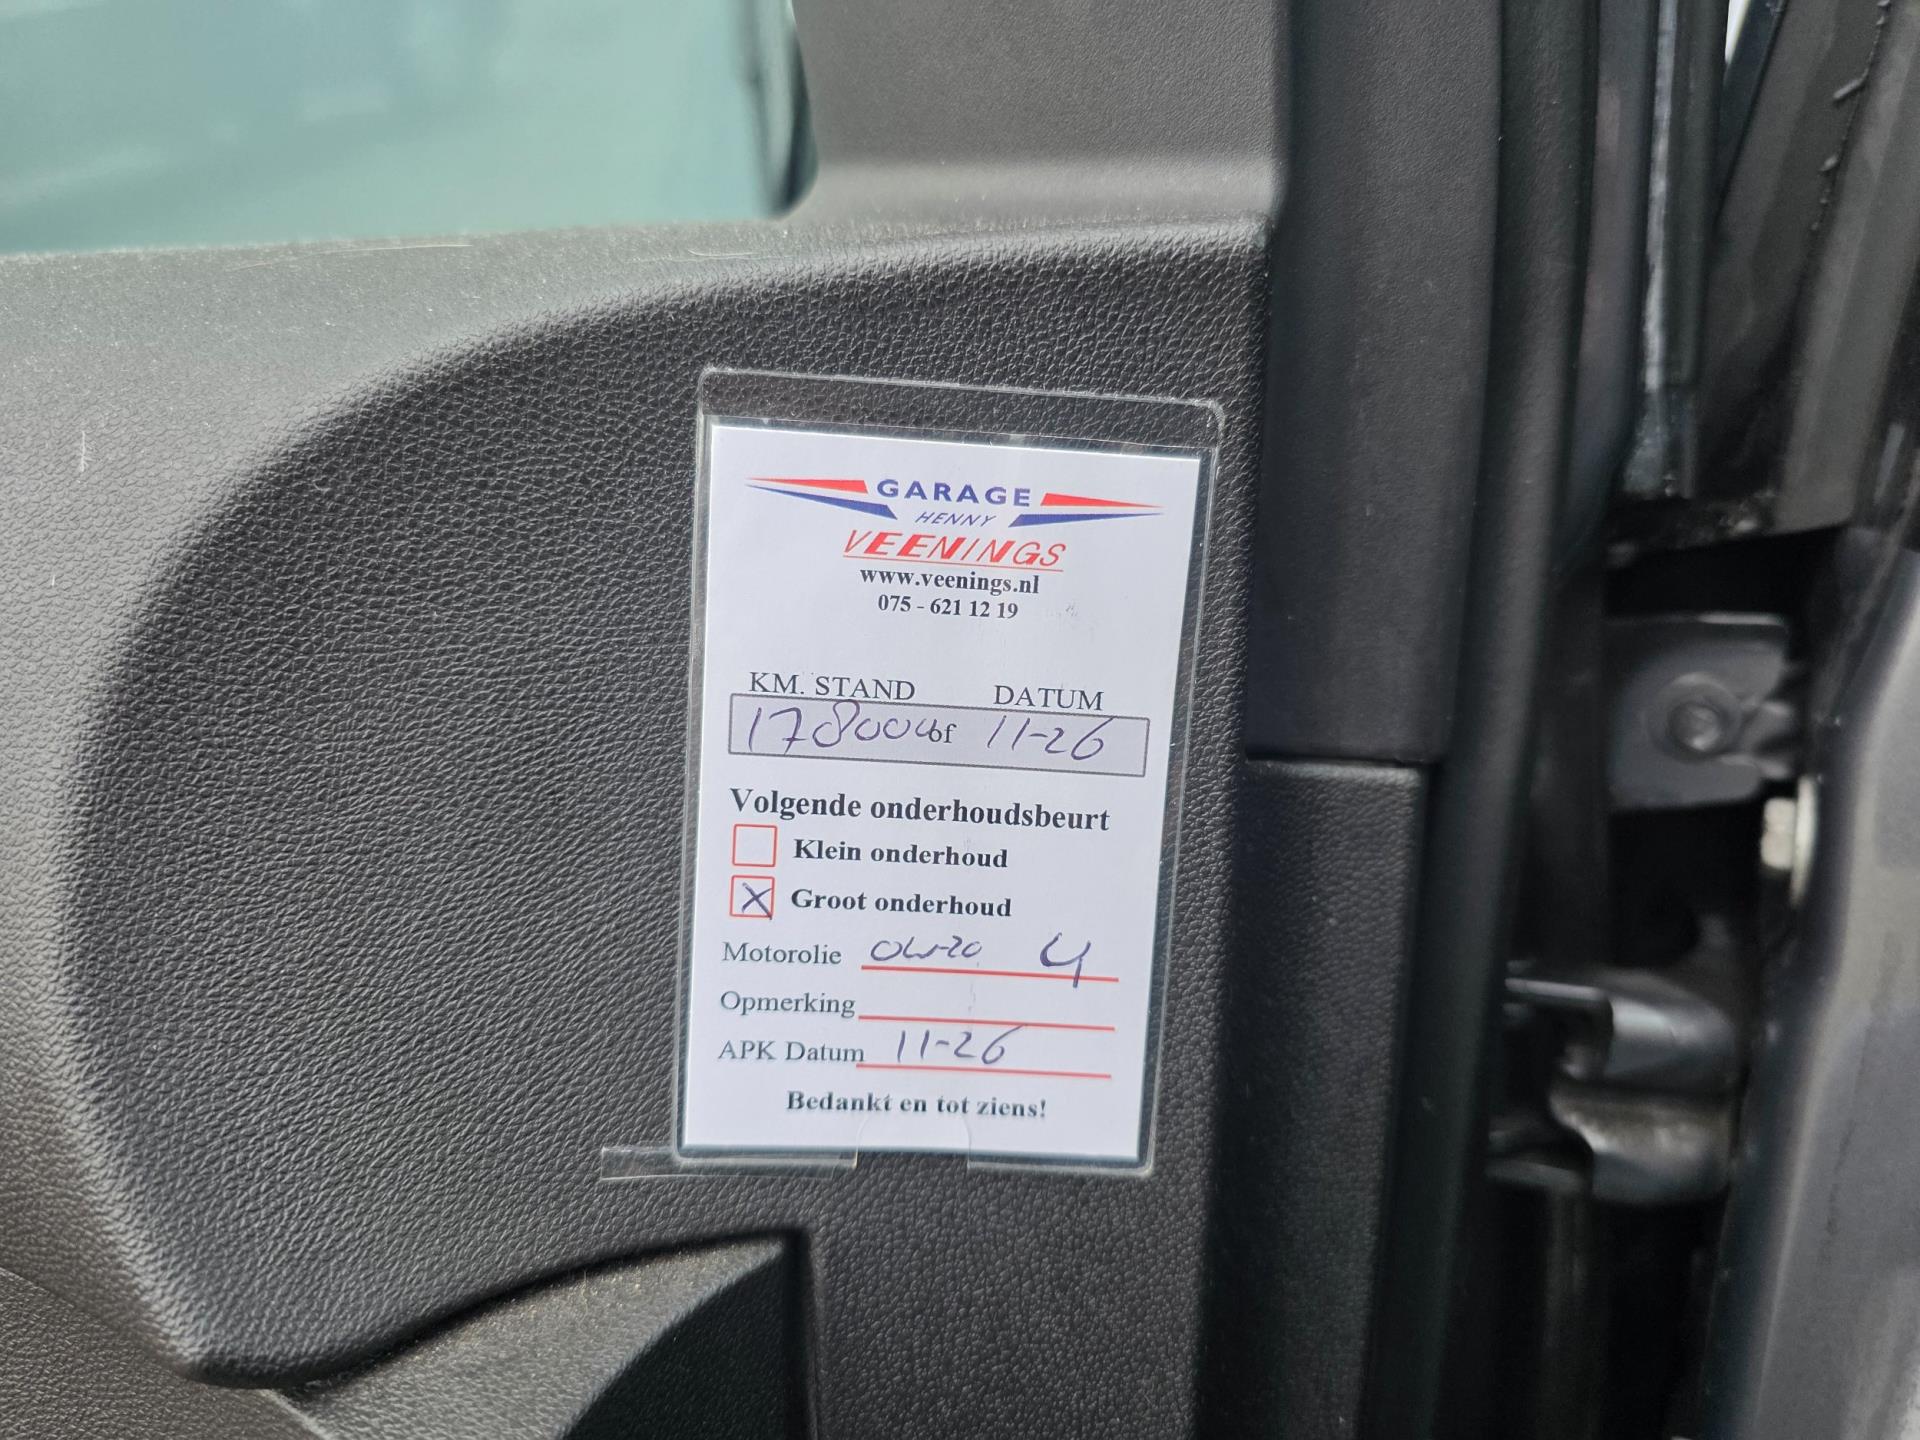 GARAGE
HENNY
VEENINGS
www.veenings.nl
075 - 621 12 19
KM. STAND DATUM
178000 of 11-26
Volgende onderhoudsbeurt
Klein onderhoud
X Groot onderhoud
Motorolie 0W-20 4
Opmerking
APK Datum 11-26
Bedankt en tot ziens!